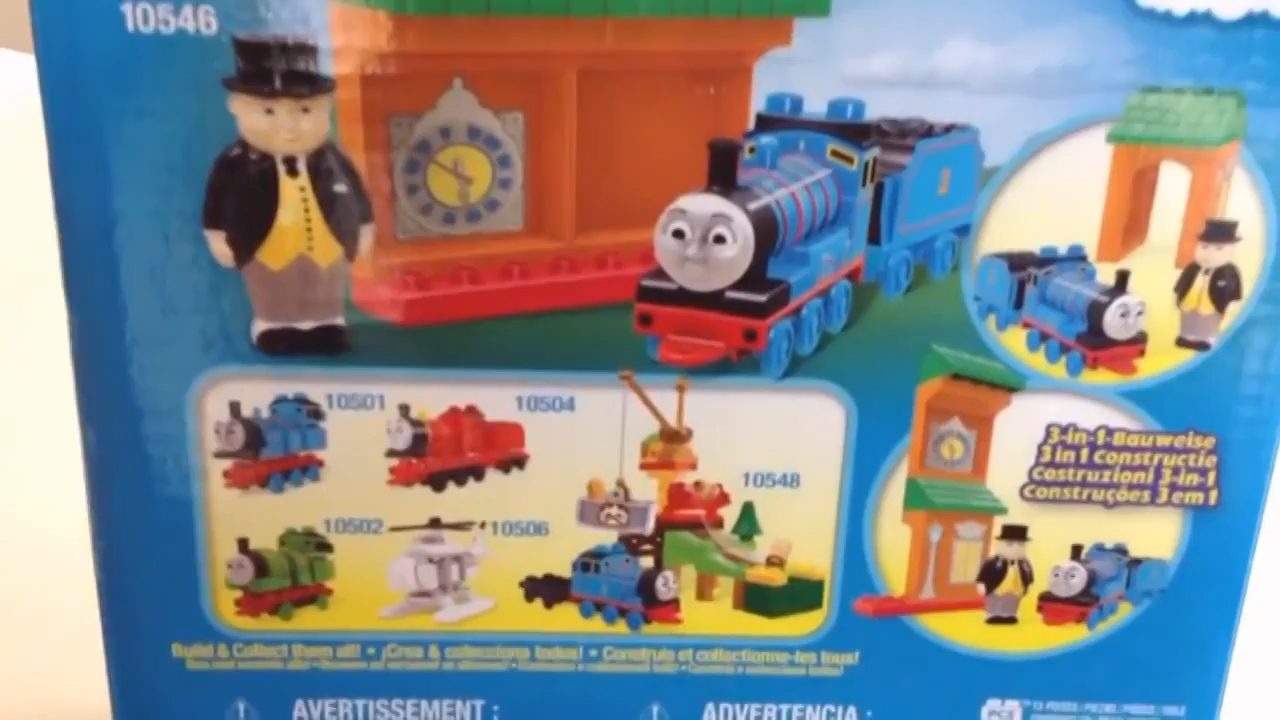 10546
10501
10504
10548
10502
10506
3-in-1-Bauweise
3 in 1 Constructie
Costruzioni 3-in-1
Construções 3 em 1
Build & Collect them all! • ¡Crea & colecciona todos! • Construis et collectionne-les tous!
AVERTISSEMENT :
ADVERTENCIA :